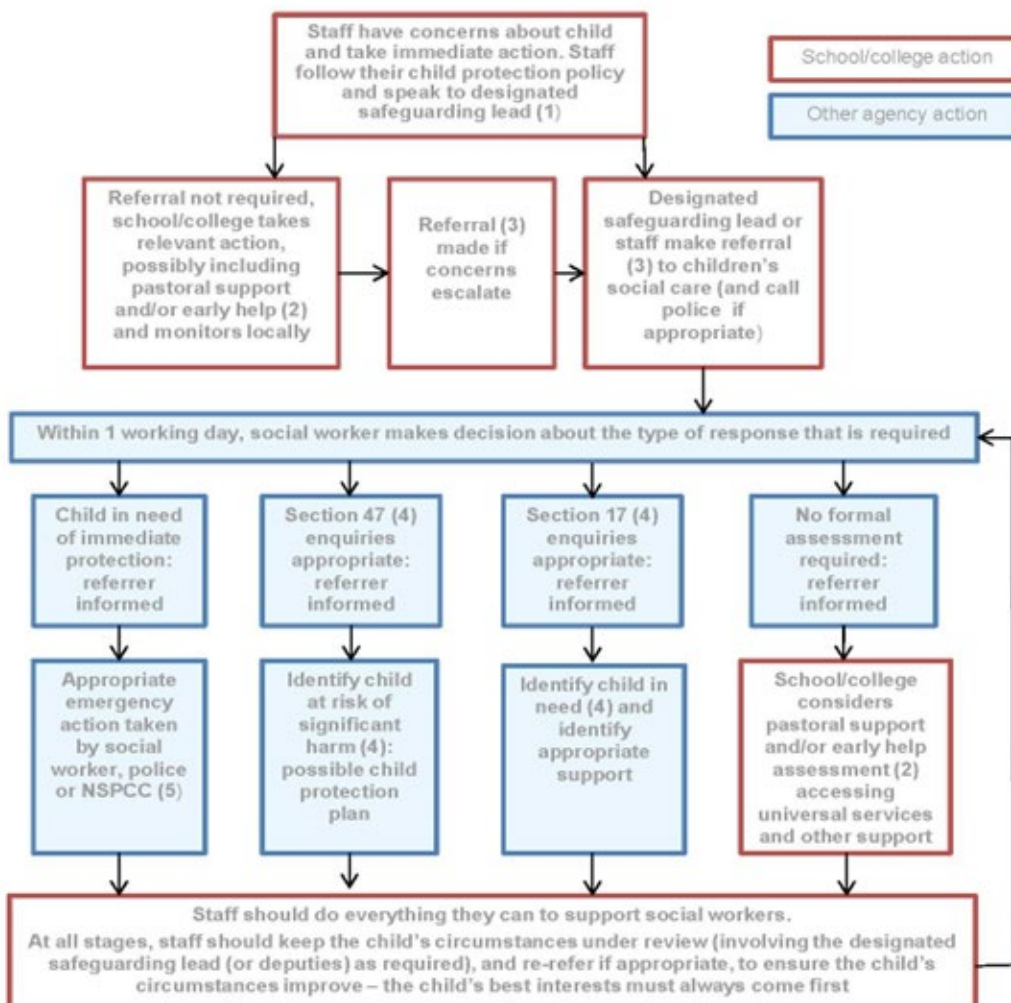 Staff have concerns about child
and take immediate action. Staff
follow their child protection policy
and speak to designated
safeguarding lead (1)
School/college action
Other agency action
Referral not required,
school/college takes
relevant action,
possibly including
pastoral support
and/or early help (2)
and monitors locally
Referral (3)
made if
concerns
escalate
Designated
safeguarding lead or
staff make referral
(3) to children's
social care (and call
police if
appropriate)
Within 1 working day, social worker makes decision about the type of response that is required
Child in need
of immediate
protection:
referrer
informed
Section 47 (4)
enquiries
appropriate:
referrer
informed
Section 17 (4)
enquiries
appropriate:
referrer
informed
No formal
assessment
required:
referrer
informed
Appropriate
emergency
action taken
by social
worker, police
or NSPCC (5)
Identify child
at risk of
significant
harm (4):
possible child
protection
plan
Identify child in
need (4) and
identify
appropriate
support
School/college
considers
pastoral support
and/or early help
assessment (2)
accessing
universal services
and other support
Staff should do everything they can to support social workers.
At all stages, staff should keep the child's circumstances under review (involving the designated
safeguarding lead (or deputies) as required), and re-refer if appropriate, to ensure the child's
circumstances improve – the child's best interests must always come first